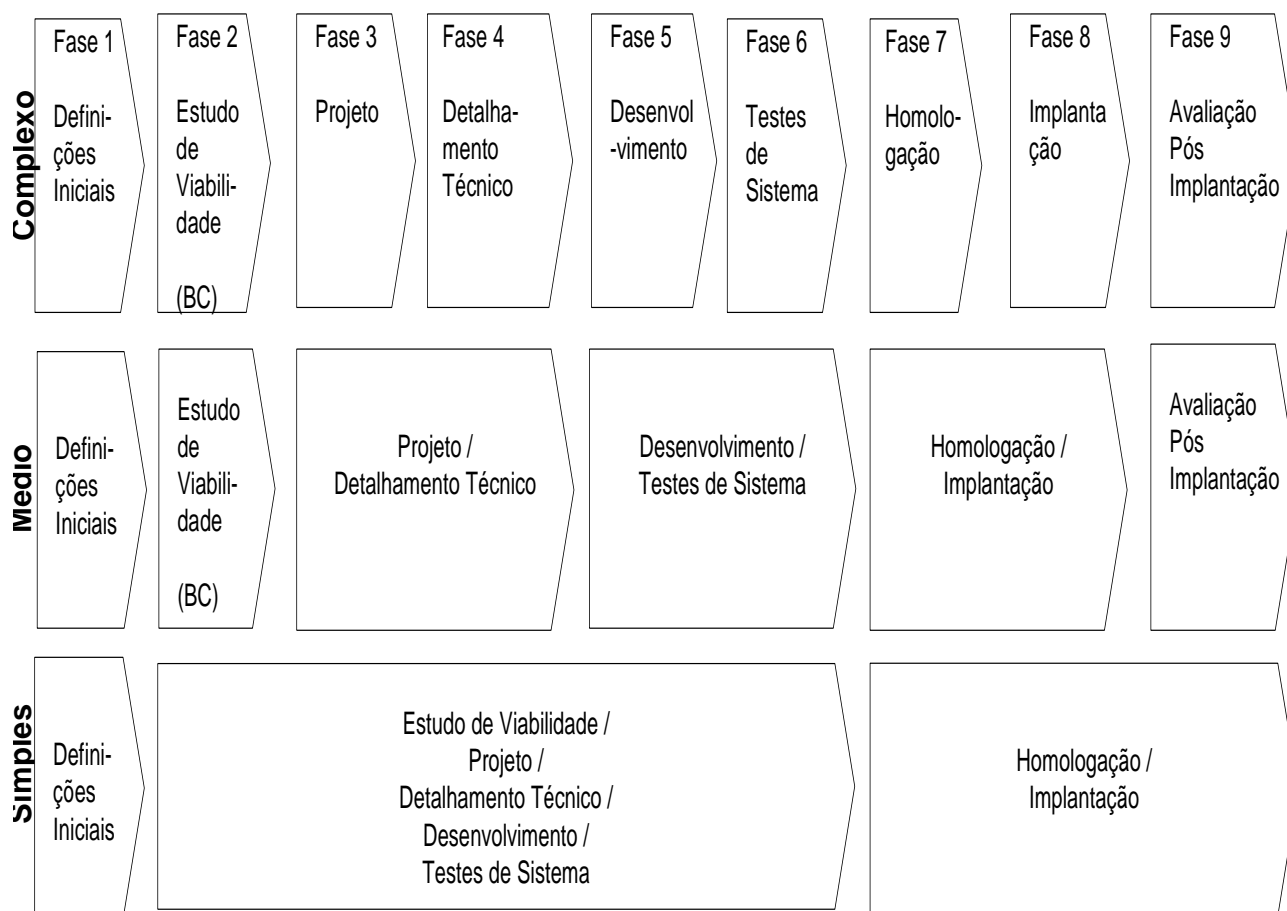 Complexo
Fase 1
Defini-
ções
Iniciais
Fase 2
Estudo
de
Viabili-
dade
(BC)
Fase 3
Projeto
Fase 4
Detalha-
mento
Técnico
Fase 5
Desenvol
-vimento
Fase 6
Testes
de
Sistema
Fase 7
Homolo-
gação
Fase 8
Implanta
ção
Fase 9
Avaliação
Pós
Implantação
Medio
Defini-
ções
Iniciais
Estudo
de
Viabili-
dade
(BC)
Projeto /
Detalhamento Técnico
Desenvolvimento /
Testes de Sistema
Homologação /
Implantação
Avaliação
Pós
Implantação
Simples
Defini-
ções
Iniciais
Estudo de Viabilidade /
Projeto /
Detalhamento Técnico /
Desenvolvimento /
Testes de Sistema
Homologação /
Implantação